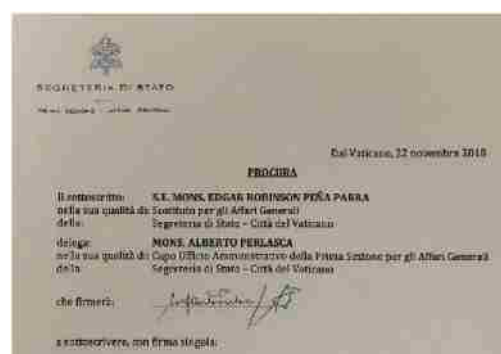 SEGRETERIA DI STATO
Dal Vaticano, 22 novembre 2018
PROCURA
Il sottoscritto: S.E. MONS. EDGAR ROBINSON PEÑA PARRA
nella sua qualità di: Sostituto per gli Affari Generali
della: Segreteria di Stato – Città del Vaticano
delega: MONS. ALBERTO PERLASCA
nella sua qualità di: Capo Ufficio Amministrativo della Prima Sezione per gli Affari Generali
della: Segreteria di Stato – Città del Vaticano
che firmerà:
a sottoscrivere, con firma singola: